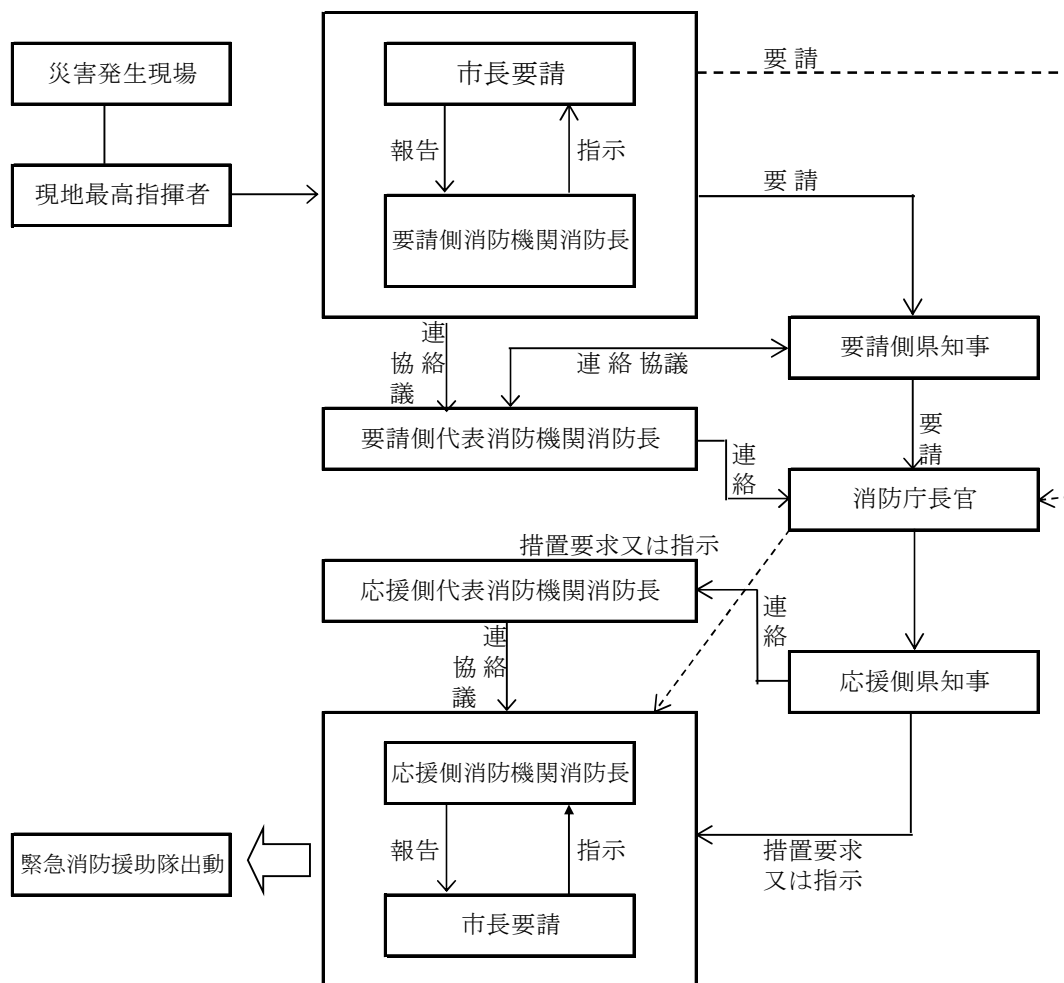 災害発生現場
市長要請
要 請
報告
指示
現地最高指揮者
要 請
要請側消防機関消防長
連
絡
協
議
連 絡 協議
要請側県知事
要請側代表消防機関消防長
要
請
連
絡
消防庁長官
措置要求又は指示
応援側代表消防機関消防長
連
絡
連
絡
協
議
応援側県知事
応援側消防機関消防長
報告
指示
措置要求
又は指示
緊急消防援助隊出動
市長要請